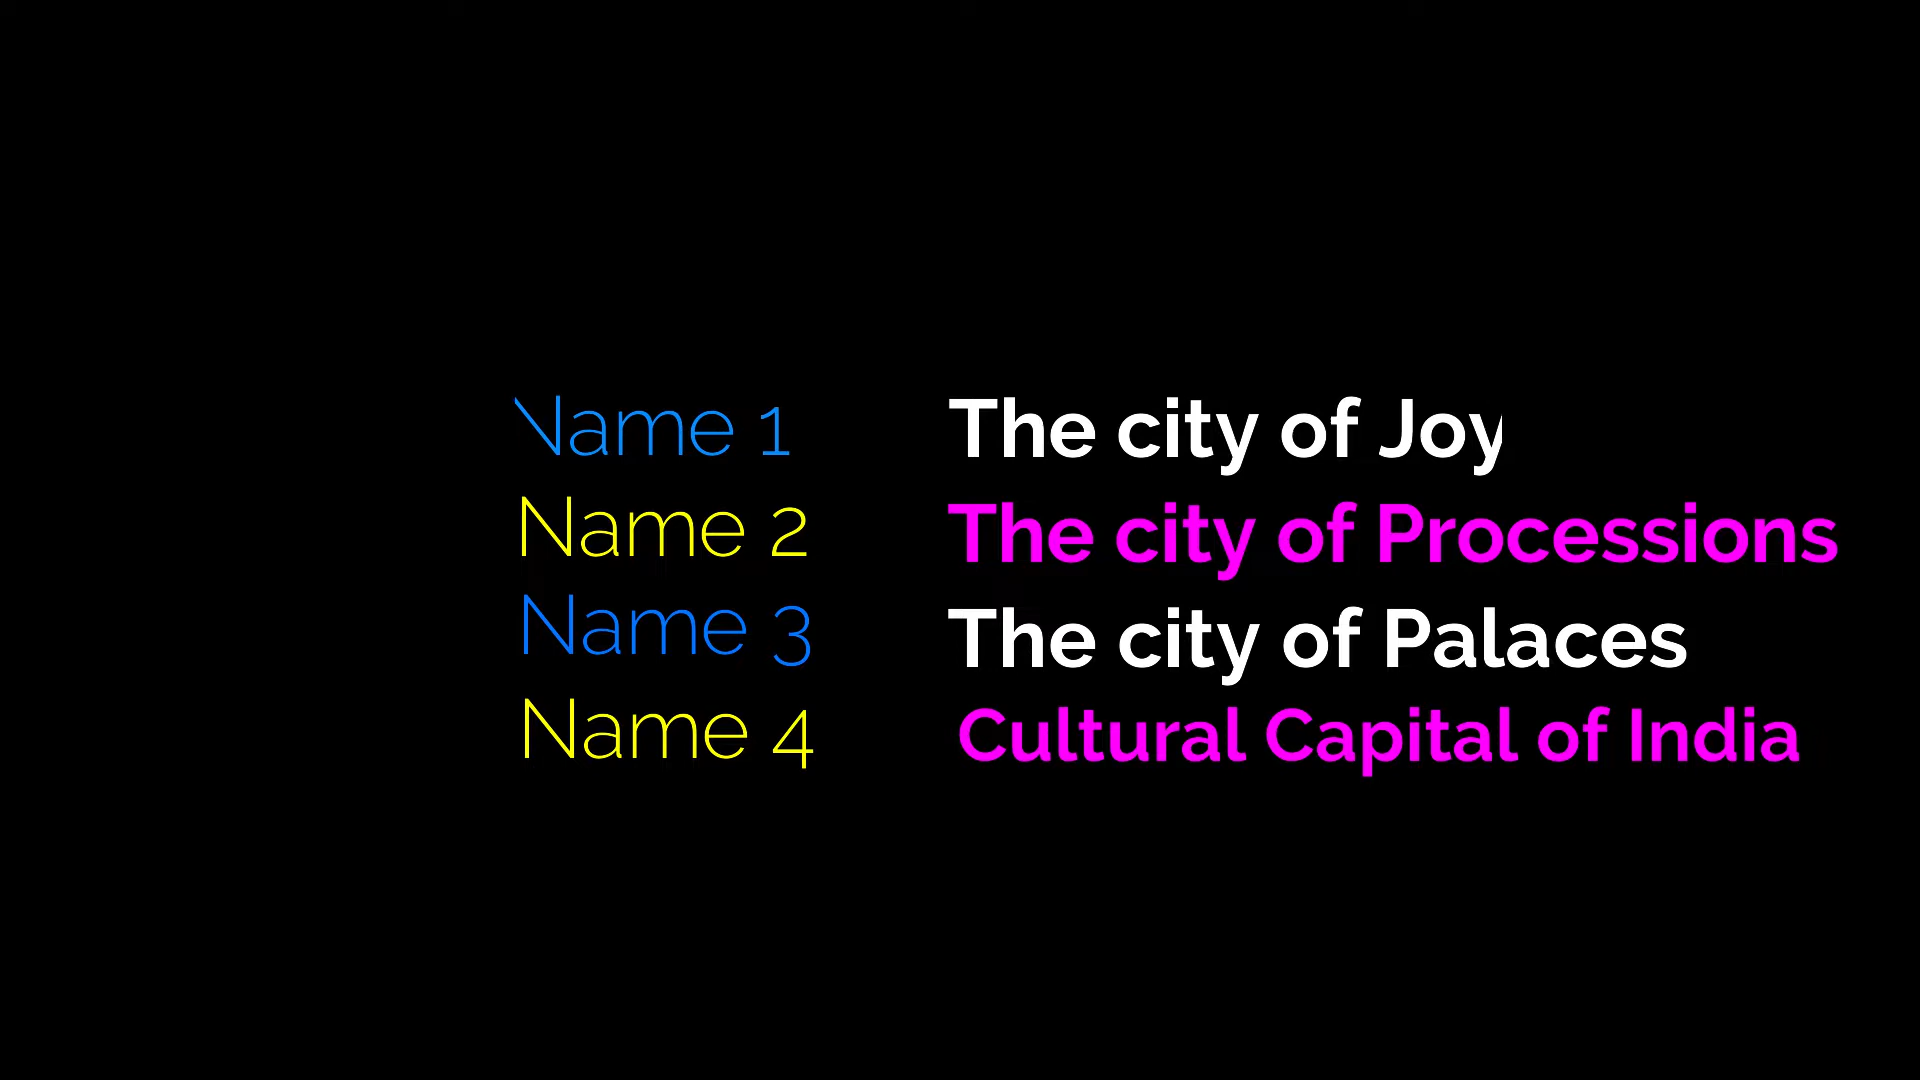 Name 1 The city of Joy
Name 2 The city of Processions
Name 3 The city of Palaces
Name 4 Cultural Capital of India